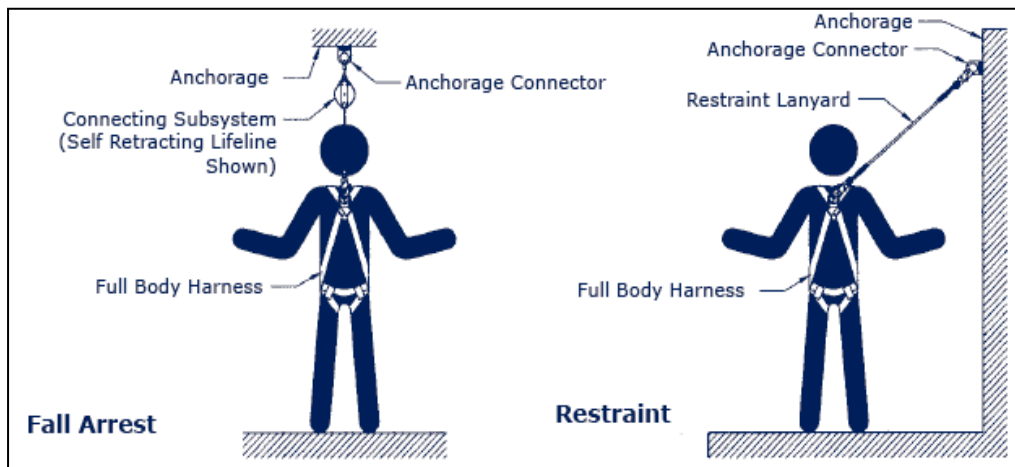 Anchorage
Anchorage Connector
Connecting Subsystem
(Self Retracting Lifeline
Shown)
Full Body Harness
Fall Arrest
Anchorage
Anchorage Connector
Restraint Lanyard
Full Body Harness
Restraint